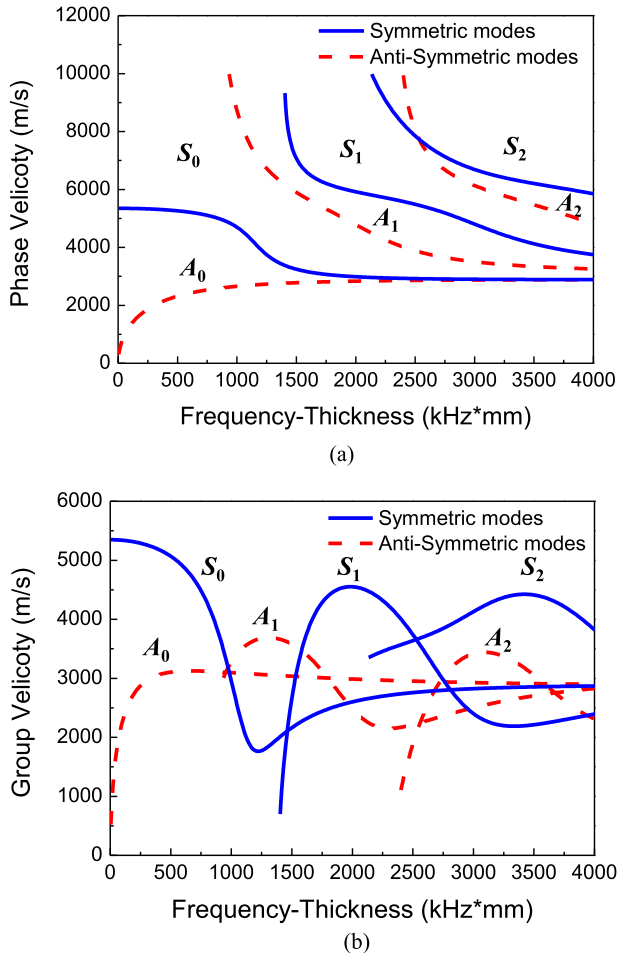 12000
10000
8000
6000
4000
2000
0
Phase Velicoty (m/s)
Symmetric modes
Anti-Symmetric modes
S0
S1
S2
A0
A1
A2
0 500 1000 1500 2000 2500 3000 3500 4000
Frequency-Thickness (kHz*mm)
(a)
6000
5000
4000
3000
2000
1000
0
Group Velicoty (m/s)
Symmetric modes
Anti-Symmetric modes
S0
S1
S2
A0
A1
A2
0 500 1000 1500 2000 2500 3000 3500 4000
Frequency-Thickness (kHz*mm)
(b)